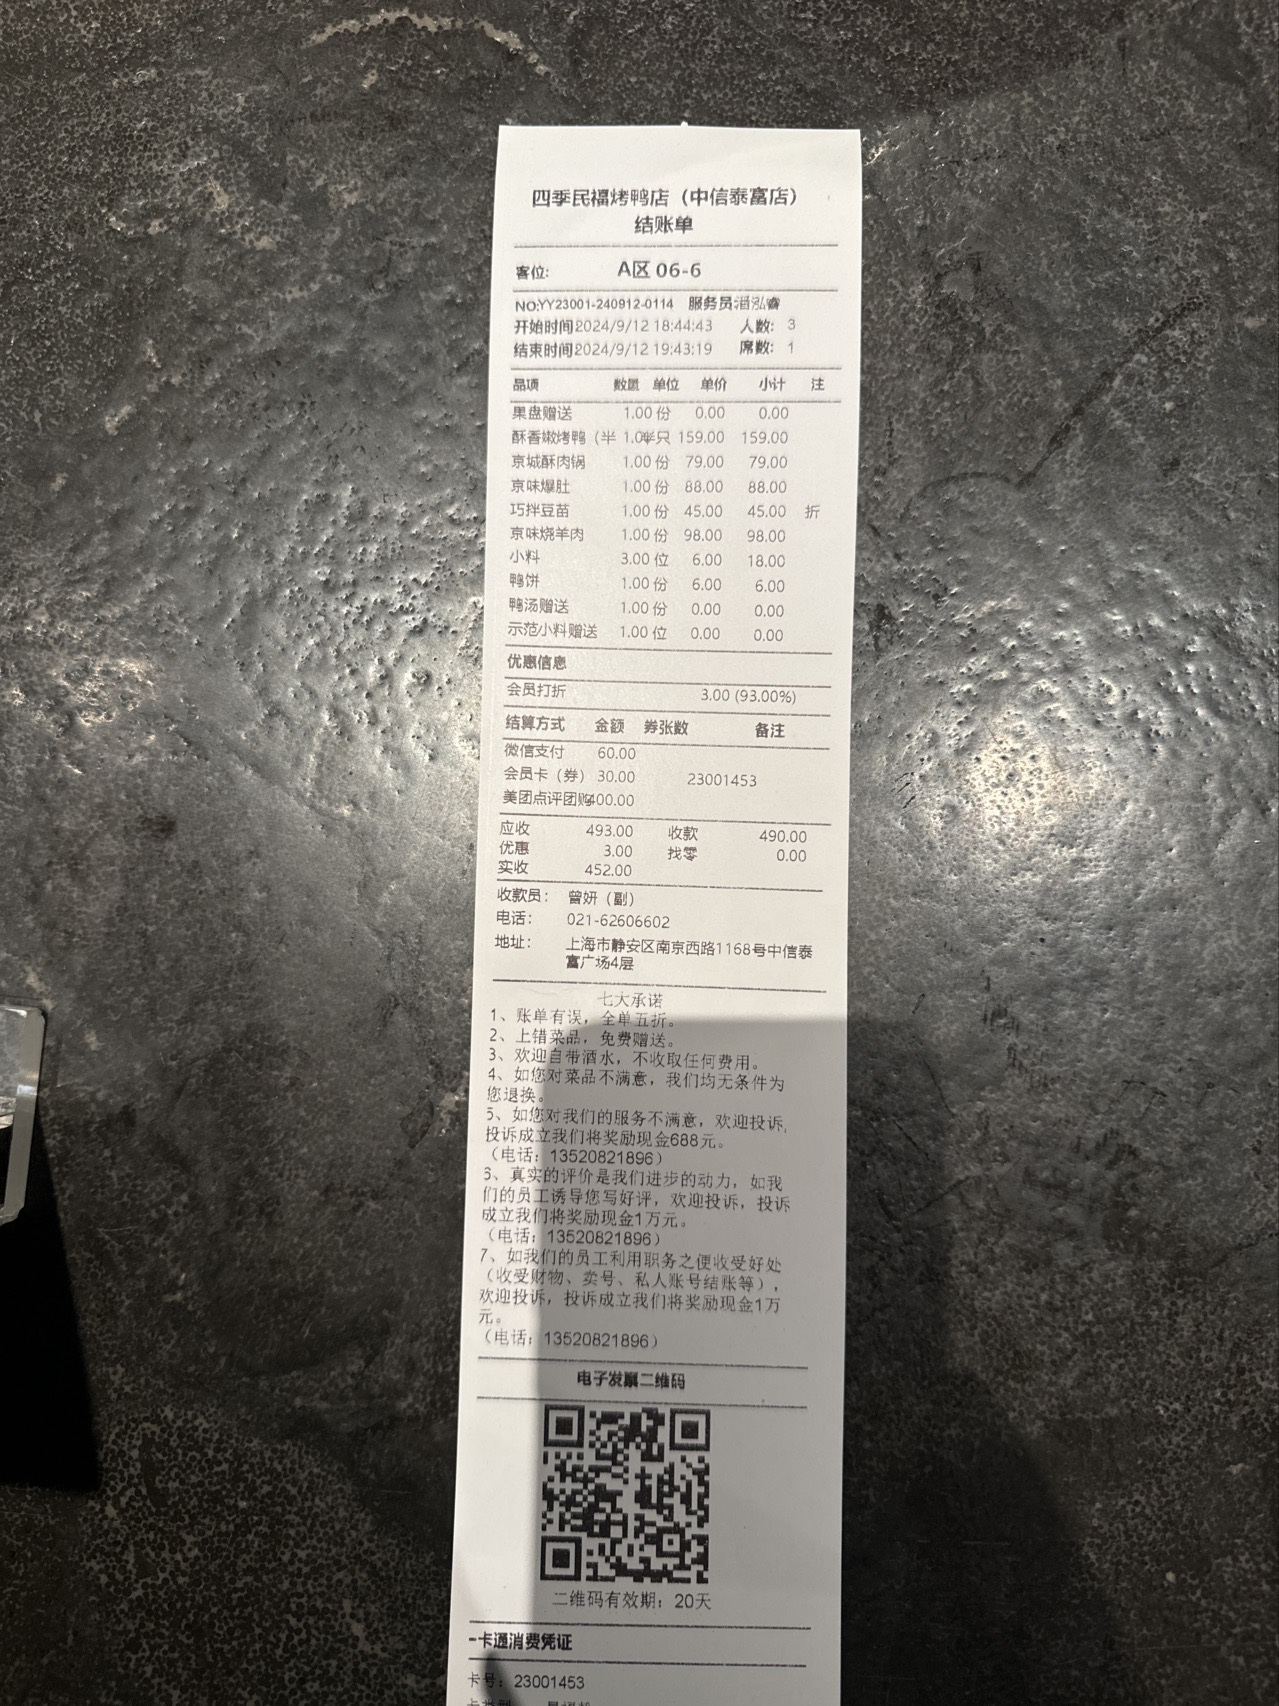 四季民福烤鸭店（中信泰富店）
结账单
客位： A区 06-6
NO:YY23001-240912-0114 服务员:潘泓睿
开始时间2024/9/12 18:44:43 人数: 3
结束时间2024/9/12 19:43:19 席数: 1
品项 数量 单位 单价 小计 注
果盘赠送 1.00 份 0.00 0.00
酥香嫩烤鸭（半 1.0半只 159.00 159.00
京城酥肉锅 1.00 份 79.00 79.00
京味爆肚 1.00 份 88.00 88.00
巧拌豆苗 1.00 份 45.00 45.00 折
京味烧羊肉 1.00 份 98.00 98.00
小料 3.00 位 6.00 18.00
鸭饼 1.00 份 6.00 6.00
鸭汤赠送 1.00 份 0.00 0.00
示范小料赠送 1.00 位 0.00 0.00
优惠信息
会员打折 3.00 (93.00%)
结算方式 金额 券张数 备注
微信支付 60.00
会员卡（券） 30.00 23001453
美团点评团购400.00
应收 493.00 收款 490.00
优惠 3.00 找零 0.00
实收 452.00
收款员： 曾妍（副）
电话： 021-62606602
地址： 上海市静安区南京西路1168号中信泰
富广场4层
七大承诺
1、账单有误，全单五折。
2、上错菜品，免费赠送。
3、欢迎自带酒水，不收取任何费用。
4、如您对菜品不满意，我们均无条件为
您退换。
5、如您对我们的服务不满意，欢迎投诉，
投诉成立我们将奖励现金688元。
（电话：13520821896）
6、真实的评价是我们进步的动力，如我
们的员工诱导您写好评，欢迎投诉，投诉
成立我们将奖励现金1万元。
（电话：13520821896）
7、如我们的员工利用职务之便收受好处
（收受财物、卖号、私人账号结账等），
欢迎投诉，投诉成立我们将奖励现金1万
元。
（电话：13520821896）
电子发票二维码
二维码有效期：20天
一卡通消费凭证
卡号：23001453